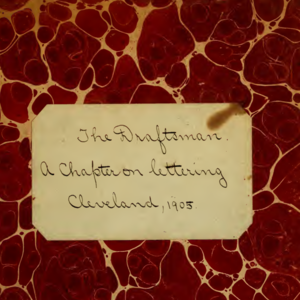 The Draftsman.
A Chapter on lettering
Cleveland, 1905